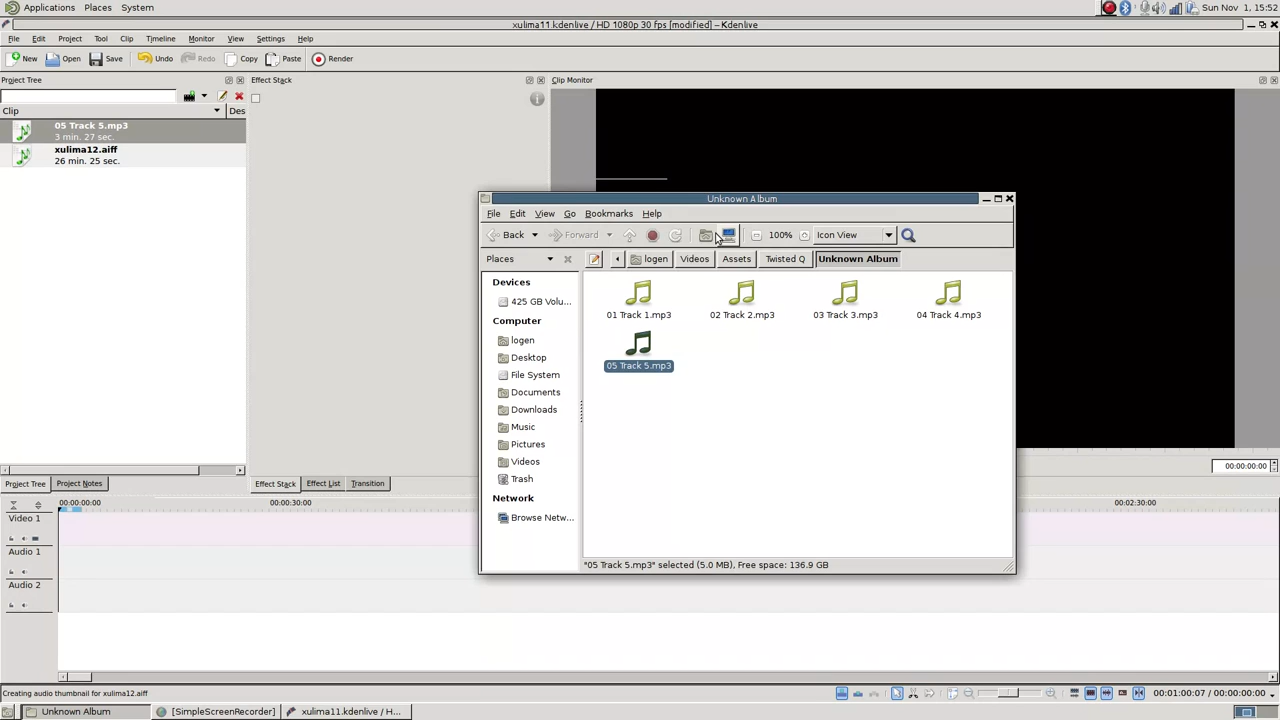 Applications Places System Sun Nov 1, 15:52
xulima11.kdenlive / HD 1080p 30 fps [modified] – Kdenlive
File Edit Project Tool Clip Timeline Monitor View Settings Help
New Open Save Undo Redo Copy Paste Render
Project Tree Effect Stack Clip Monitor
Clip Des
05 Track 5.mp3
3 min. 27 sec.
xulima12.aiff
26 min. 25 sec.
Unknown Album
File Edit View Go Bookmarks Help
Back Forward 100% Icon View
Places logen Videos Assets Twisted Q Unknown Album
Devices
425 GB Volu...
Computer
logen
Desktop
File System
Documents
Downloads
Music
Pictures
Videos
Trash
Network
Browse Netw...
01 Track 1.mp3 02 Track 2.mp3 03 Track 3.mp3 04 Track 4.mp3
05 Track 5.mp3
"05 Track 5.mp3" selected (5.0 MB), Free space: 136.9 GB
00:00:00:00
Project Tree Project Notes Effect Stack Effect List Transition
00:00:00:00 00:00:30:00 00:02:30:00
Video 1
Audio 1
Audio 2
Creating audio thumbnail for xulima12.aiff 00:01:00:07 / 00:00:00:00
Unknown Album [SimpleScreenRecorder] xulima11.kdenlive / H...